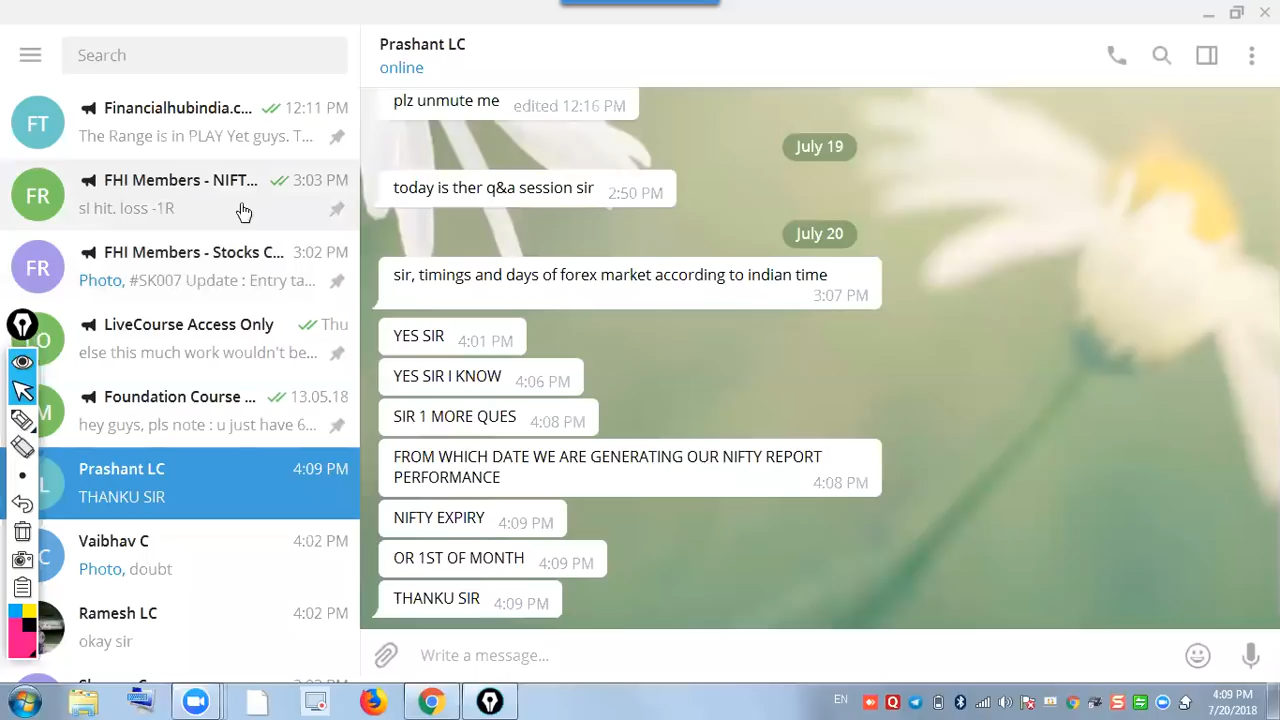 Search
FT
Financialhubindia.c...
12:11 PM
The Range is in PLAY Yet guys. T...
FR
FHI Members - NIFT...
3:03 PM
sl hit. loss -1R
FR
FHI Members - Stocks C...
3:02 PM
Photo, #SK007 Update : Entry ta...
LiveCourse Access Only
Thu
else this much work wouldn't be...
Foundation Course ...
13.05.18
hey guys, pls note : u just have 6...
Prashant LC
4:09 PM
THANKU SIR
Vaibhav C
4:02 PM
Photo, doubt
Ramesh LC
4:02 PM
okay sir
Prashant LC
online
plz unmute me
edited 12:16 PM
July 19
today is ther q&a session sir
2:50 PM
July 20
sir, timings and days of forex market according to indian time
3:07 PM
YES SIR
4:01 PM
YES SIR I KNOW
4:06 PM
SIR 1 MORE QUES
4:08 PM
FROM WHICH DATE WE ARE GENERATING OUR NIFTY REPORT
PERFORMANCE
4:08 PM
NIFTY EXPIRY
4:09 PM
OR 1ST OF MONTH
4:09 PM
THANKU SIR
4:09 PM
Write a message...
EN
4:09 PM
7/20/2018